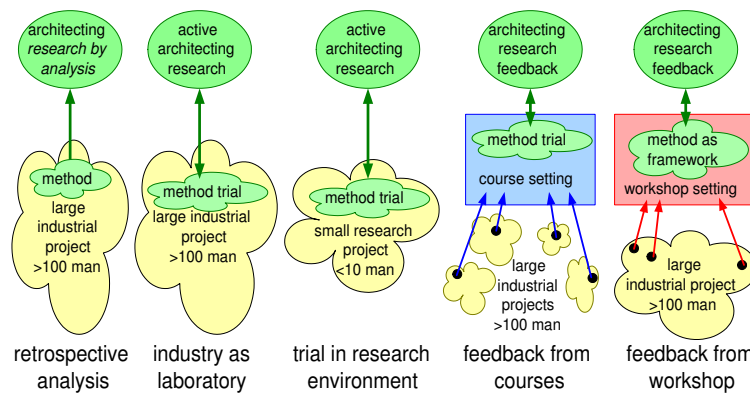 architecting
research by
analysis
method
large
industrial
project
>100 man
retrospective
analysis
active
architecting
research
method trial
large industrial
project
>100 man
industry as
laboratory
active
architecting
research
method trial
small research
project
<10 man
trial in research
environment
architecting
research
feedback
method trial
course setting
large
industrial
projects
>100 man
feedback from
courses
architecting
research
feedback
method as
framework
workshop setting
large
industrial project
>100 man
feedback from
workshop